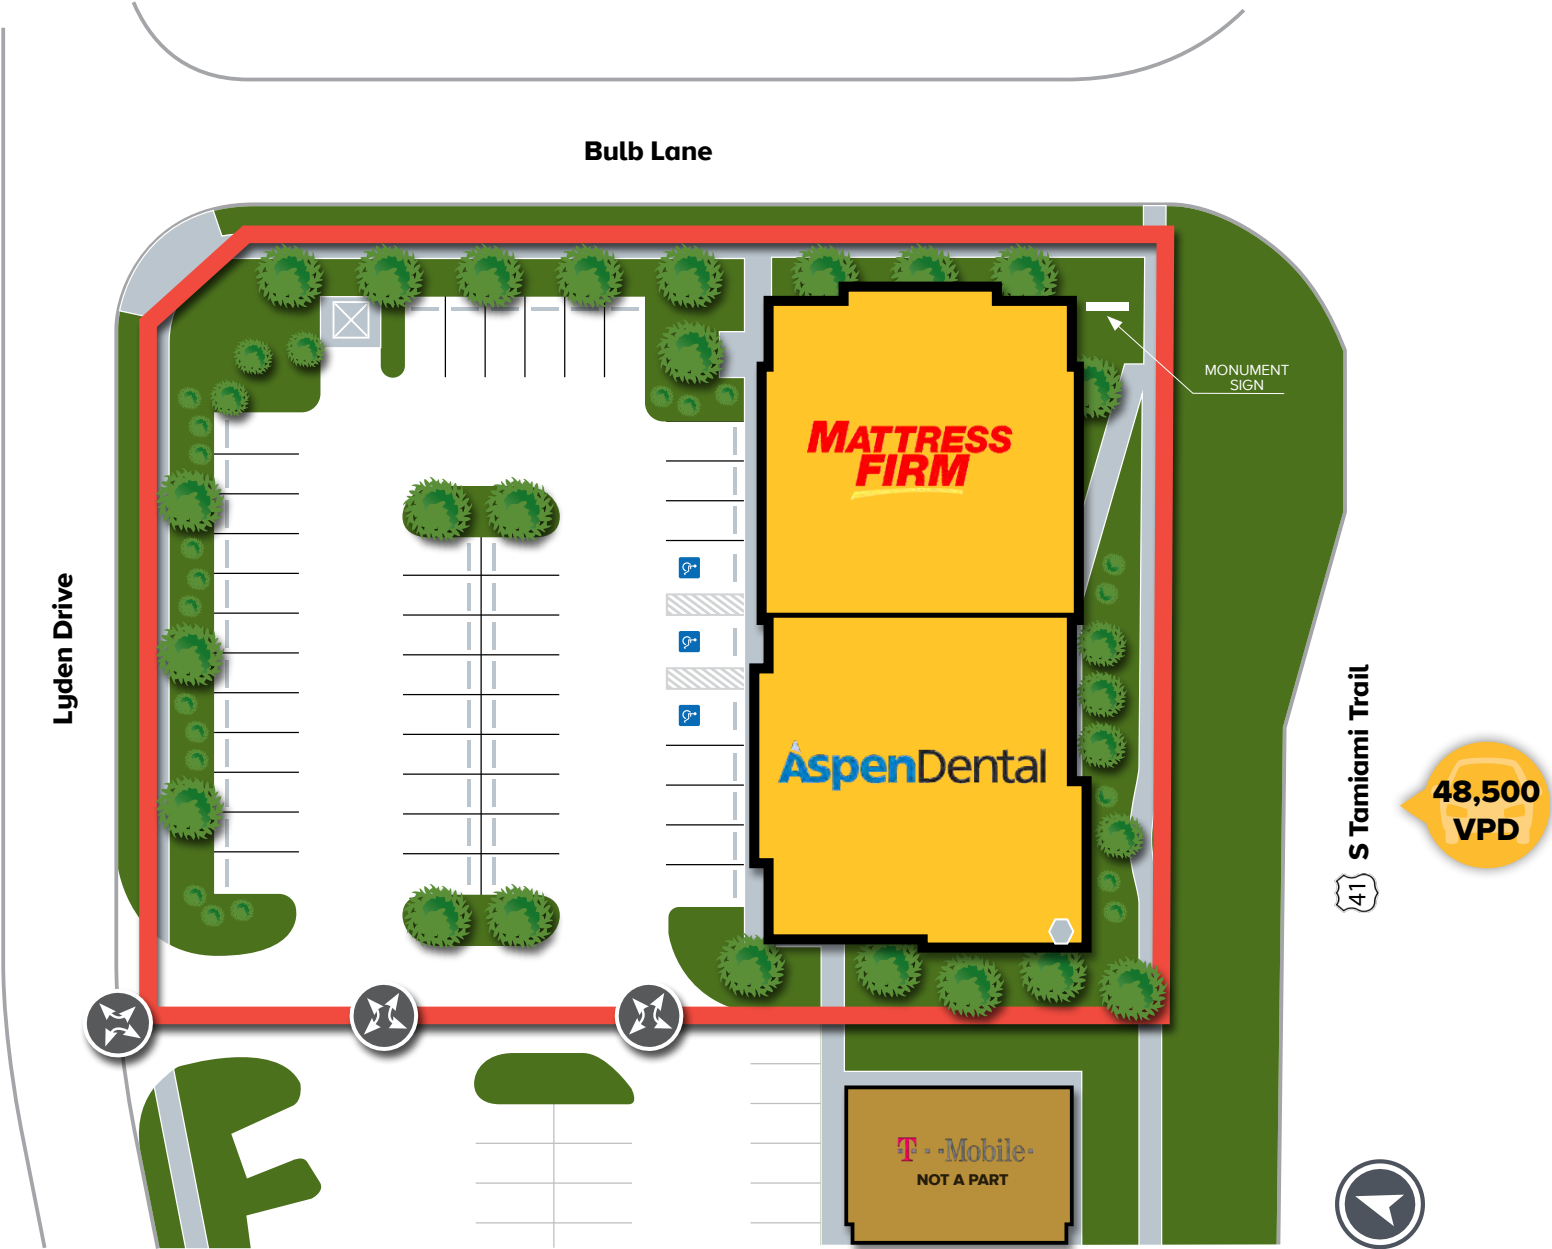 Bulb Lane
MONUMENT
SIGN
MATTRESS
FIRM
Lyden Drive
AspenDental
S Tamiami Trail
41
48,500
VPD
T··Mobile·
NOT A PART